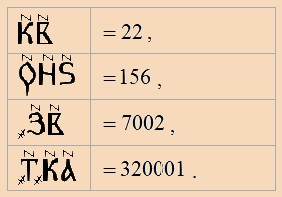 К҃В҃ = 22 ,
Р҃Н҃Ѕ҃ =156 ,
҂З҃В҃ = 7002 ,
҂Т҃҂К҃А҃ = 320001 .